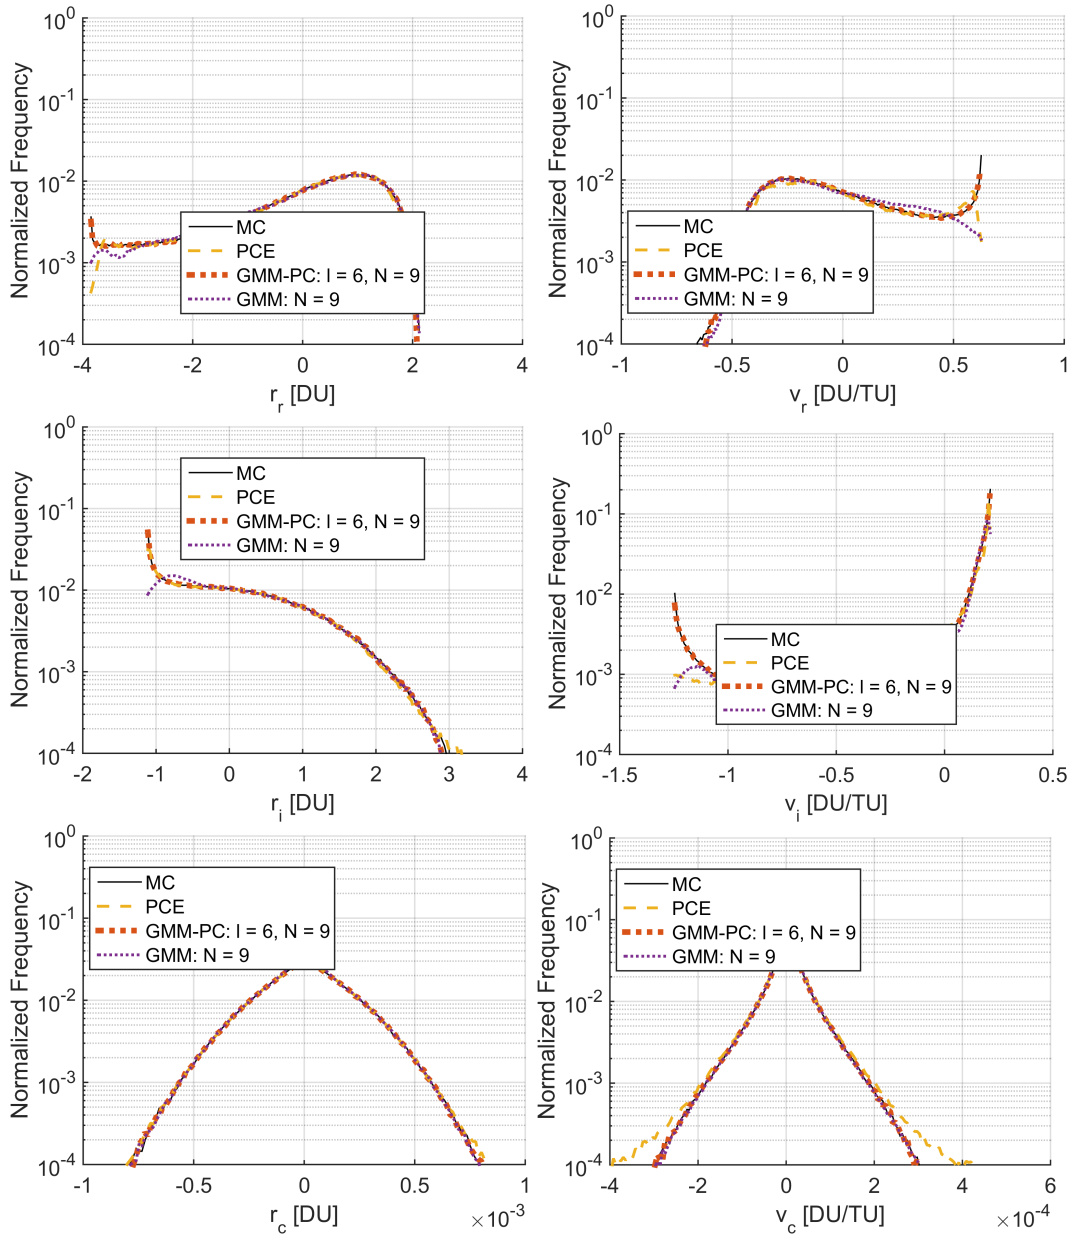 10^0
10^-1
10^-2
10^-3
10^-4
Normalized Frequency
MC
PCE
GMM-PC: l = 6, N = 9
GMM: N = 9
-4
-2
0
2
4
r_r [DU]
10^0
10^-1
10^-2
10^-3
10^-4
Normalized Frequency
MC
PCE
GMM-PC: l = 6, N = 9
GMM: N = 9
-1
-0.5
0
0.5
1
v_r [DU/TU]
10^0
10^-1
10^-2
10^-3
10^-4
Normalized Frequency
MC
PCE
GMM-PC: l = 6, N = 9
GMM: N = 9
-2
-1
0
1
2
3
4
r_i [DU]
10^0
10^-1
10^-2
10^-3
10^-4
Normalized Frequency
MC
PCE
GMM-PC: l = 6, N = 9
GMM: N = 9
-1.5
-1
-0.5
0
0.5
v_i [DU/TU]
10^0
10^-1
10^-2
10^-3
10^-4
Normalized Frequency
MC
PCE
GMM-PC: l = 6, N = 9
GMM: N = 9
-1
-0.5
0
0.5
1
r_c [DU]
×10^-3
10^0
10^-1
10^-2
10^-3
10^-4
Normalized Frequency
MC
PCE
GMM-PC: l = 6, N = 9
GMM: N = 9
-4
-2
0
2
4
6
v_c [DU/TU]
×10^-4